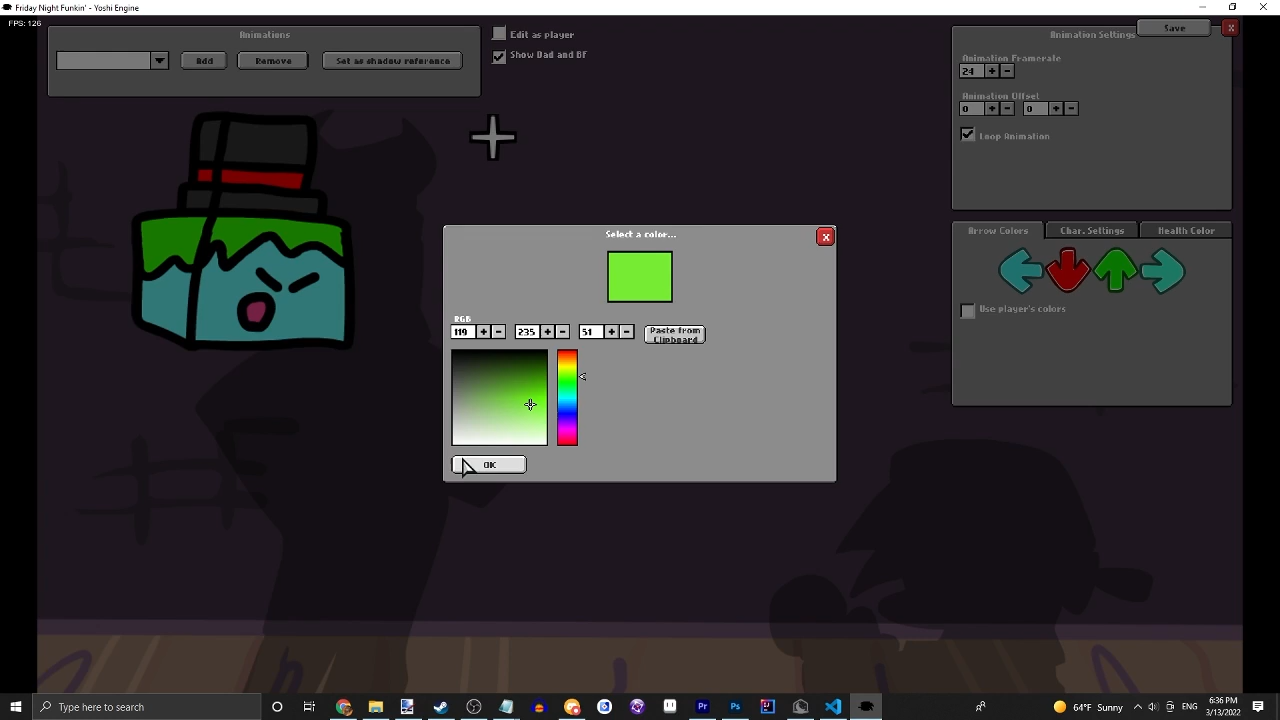 Friday Night Funkin' - Yoshi Engine
FPS: 126
Animations
Add
Remove
Set as shadow reference
Edit as player
Show Dad and BF
Save
X
Animation Settings
Animation Framerate
24 + -
Animation Offset
0 + - 0 + -
Loop Animation
Arrow Colors
Char. Settings
Health Color
Use player's colors
Select a color...
X
RGB
119 + - 235 + - 51 + -
Paste from
Clipboard
OK
Type here to search
Pr
Ps
64°F Sunny
ENG
6:36 PM
3/13/2022